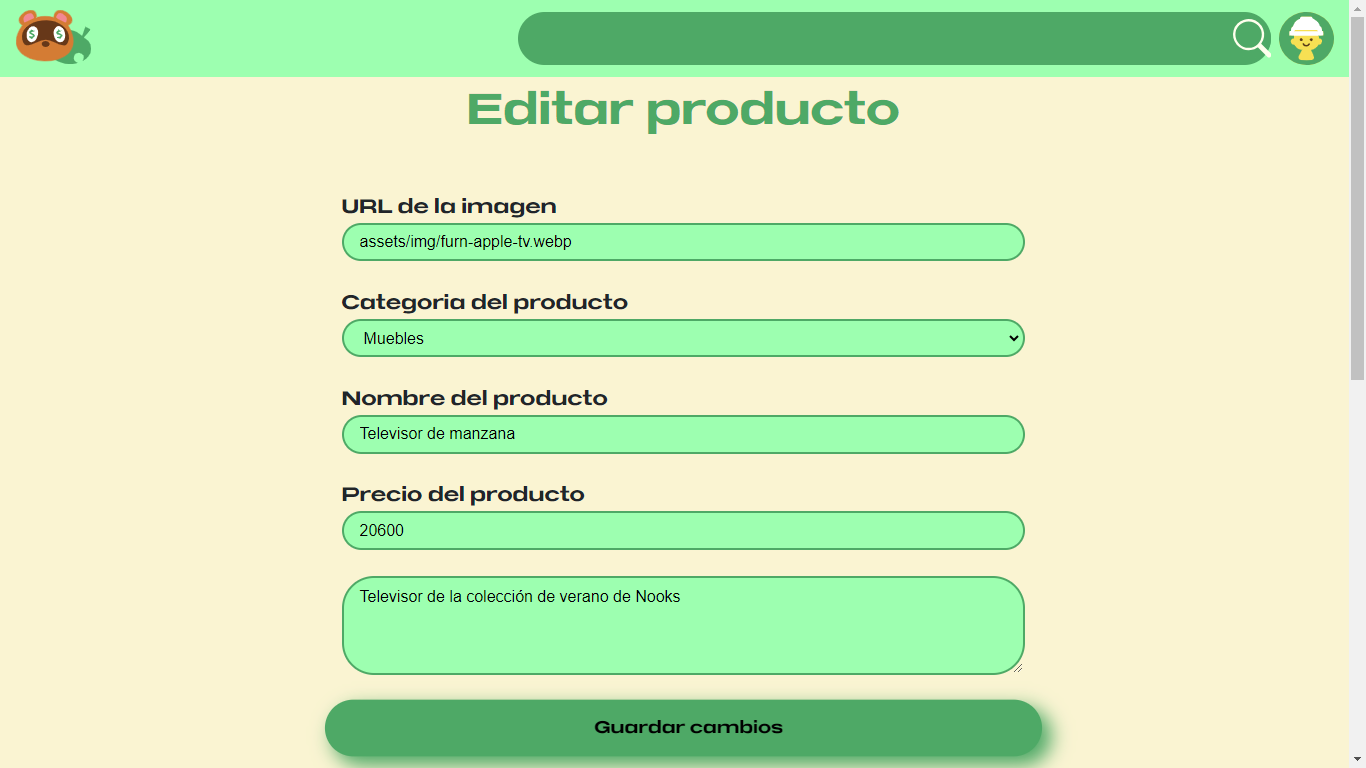 Editar producto
URL de la imagen
assets/img/furn-apple-tv.webp
Categoria del producto
Muebles
Nombre del producto
Televisor de manzana
Precio del producto
20600
Televisor de la colección de verano de Nooks
Guardar cambios